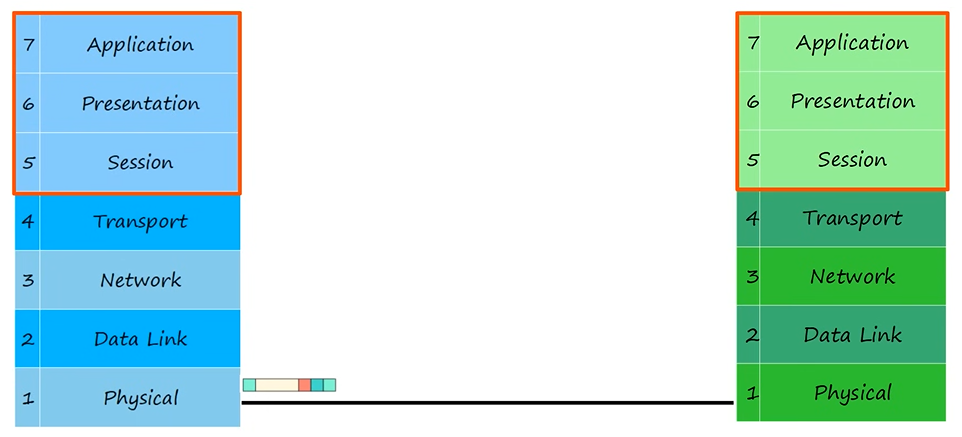 7 Application
6 Presentation
5 Session
4 Transport
3 Network
2 Data Link
1 Physical
7 Application
6 Presentation
5 Session
4 Transport
3 Network
2 Data Link
1 Physical